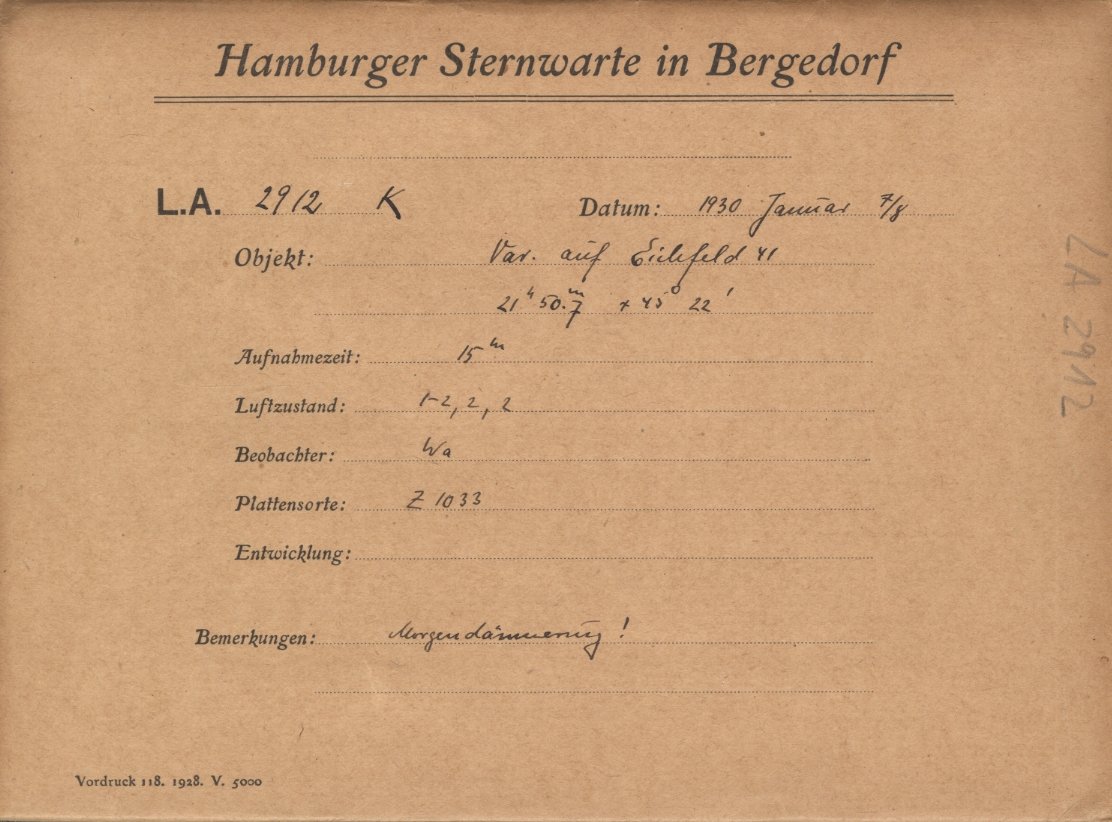 Hamburger Sternwarte in Bergedorf
L.A. 2912 K Datum: 1930 Januar 7/8
Objekt: Var. auf Eichfeld 41
21ʰ 50.ᵐ7 + 45° 22'
Aufnahmezeit: 15ᵐ
Luftzustand: 1-2, 2, 2
Beobachter: Wa
Plattensorte: Z 1033
Entwicklung:
Bemerkungen: Morgendämmerung!
Vordruck 118. 1928. V. 5000
LA 2912